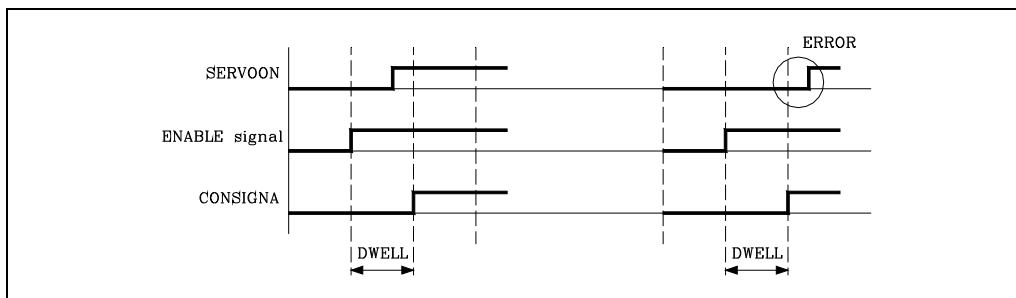 ERROR
SERVOON
ENABLE signal
CONSIGNA
DWELL DWELL